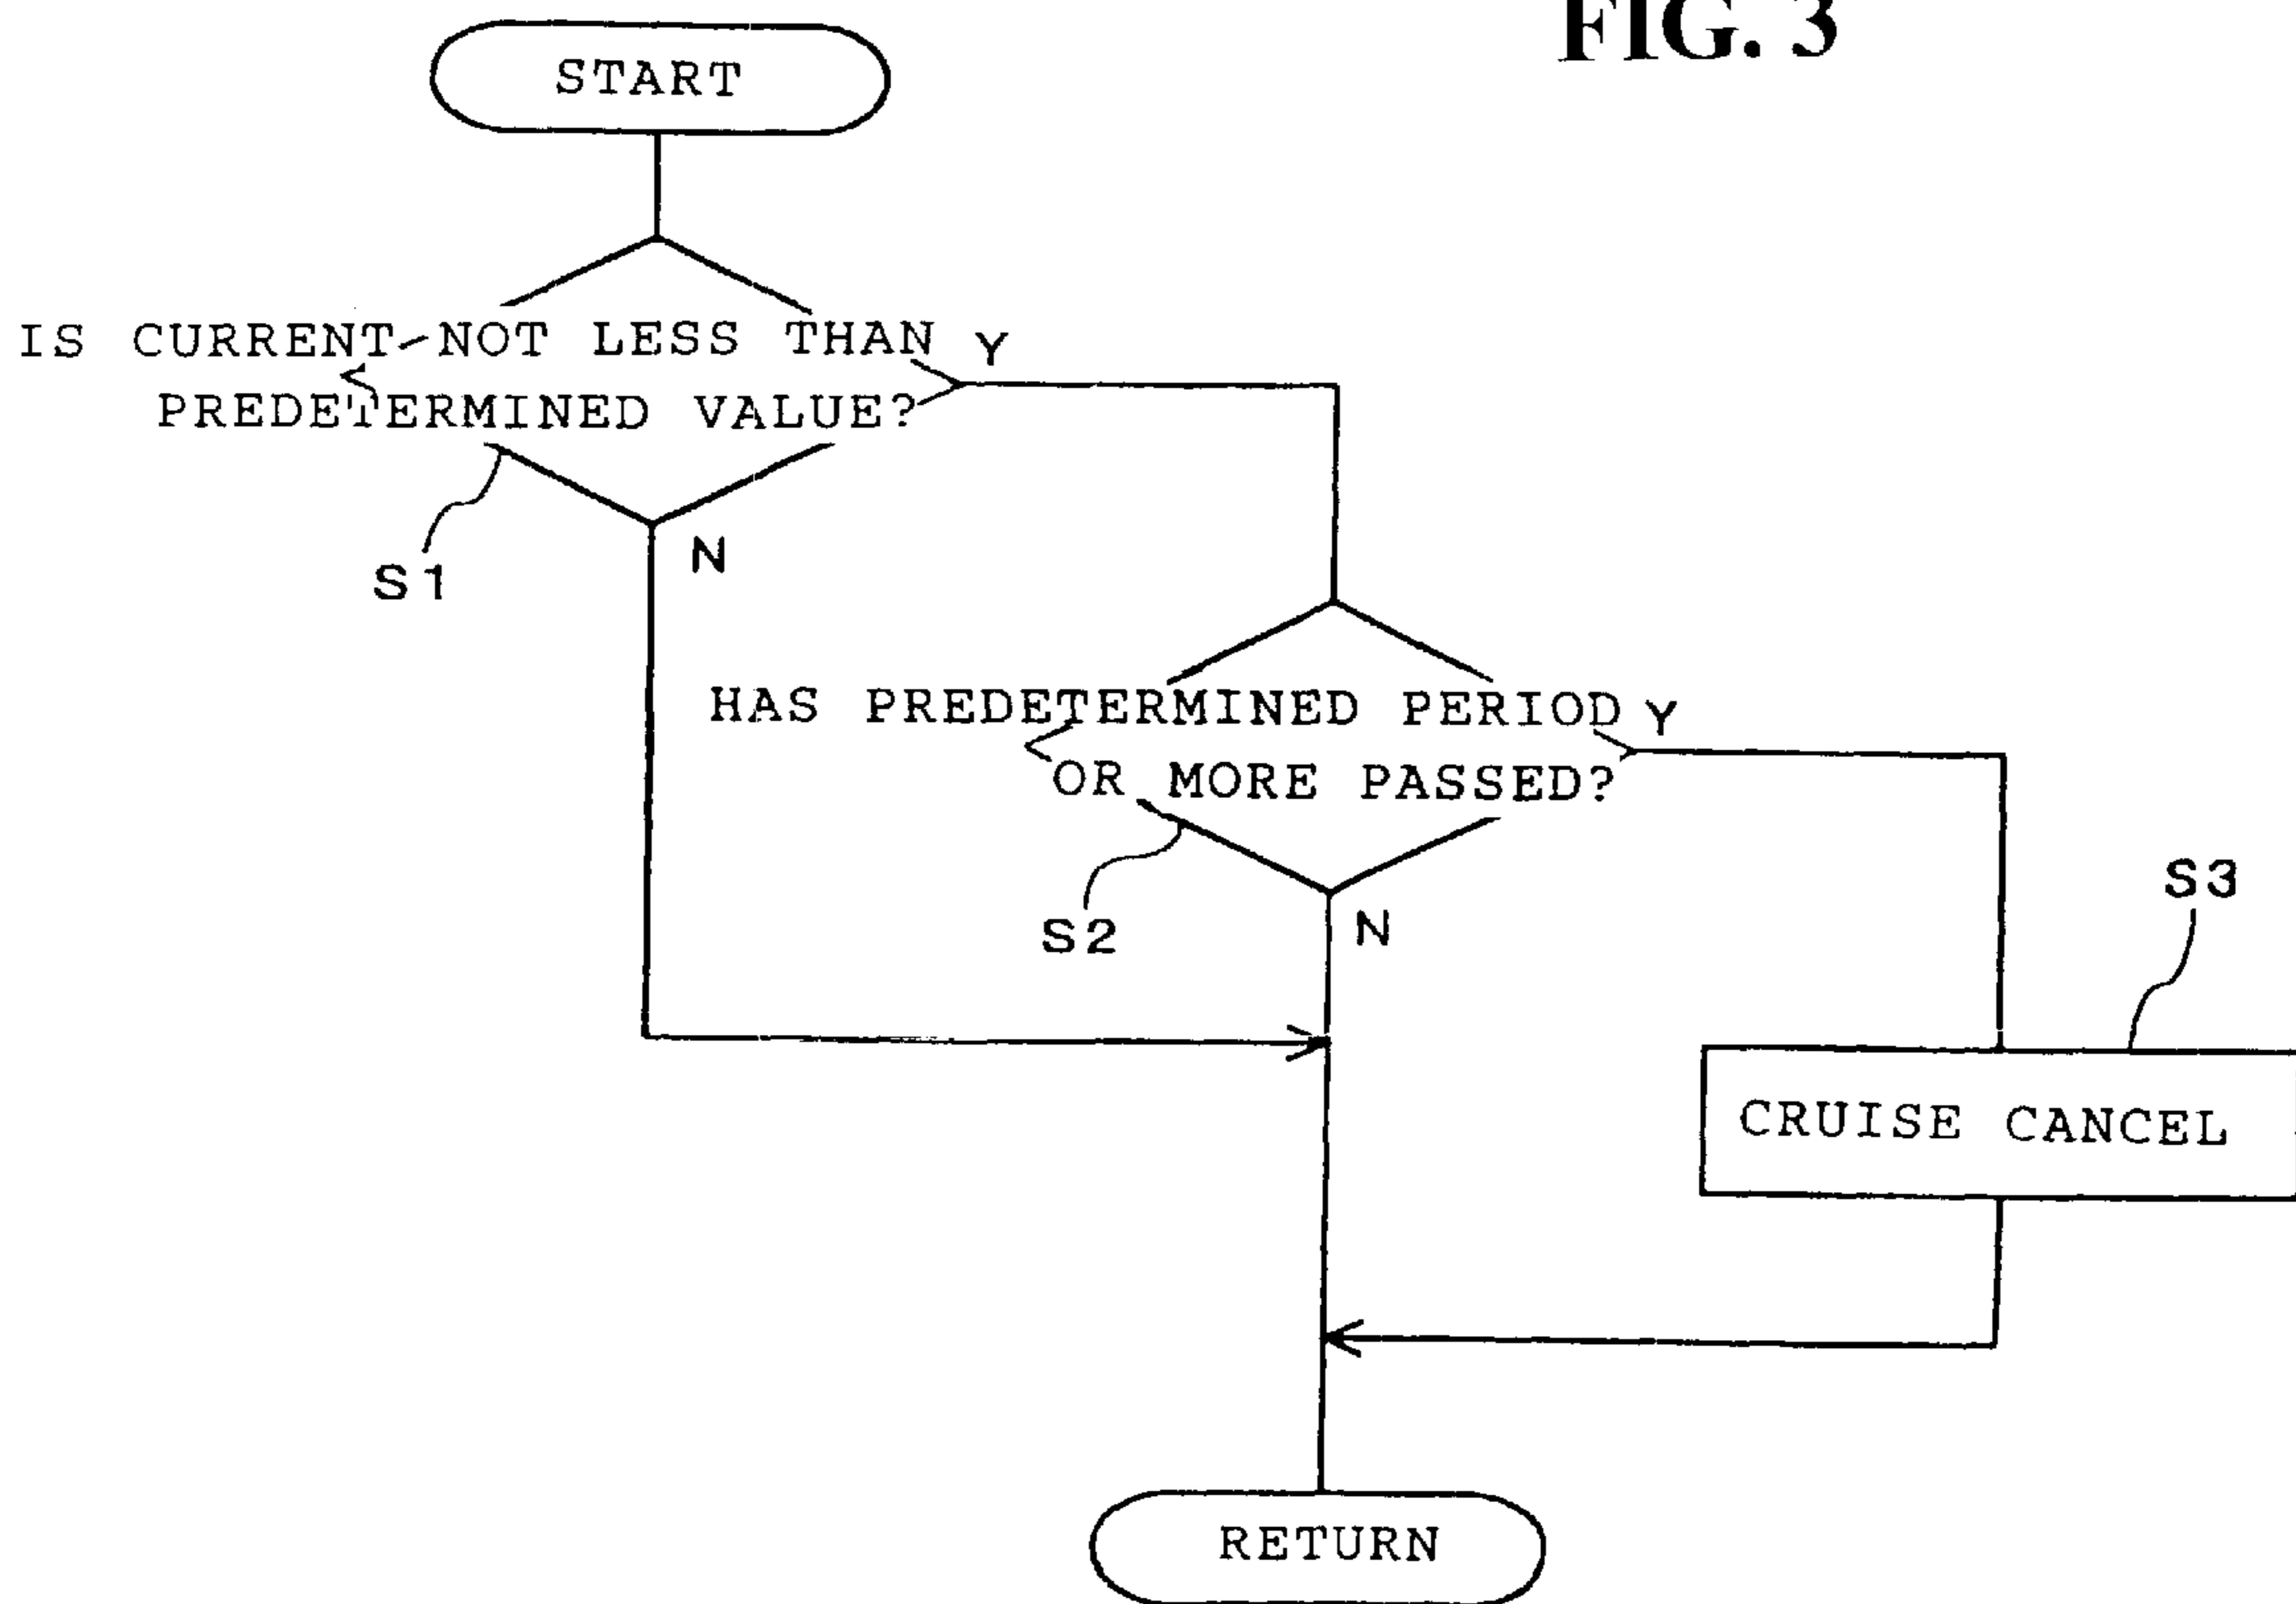 FIG. 3
START
IS CURRENT NOT LESS THAN
PREDETERMINED VALUE?
Y
S1
N
HAS PREDETERMINED PERIOD
OR MORE PASSED?
Y
S2
N
S3
CRUISE CANCEL
RETURN